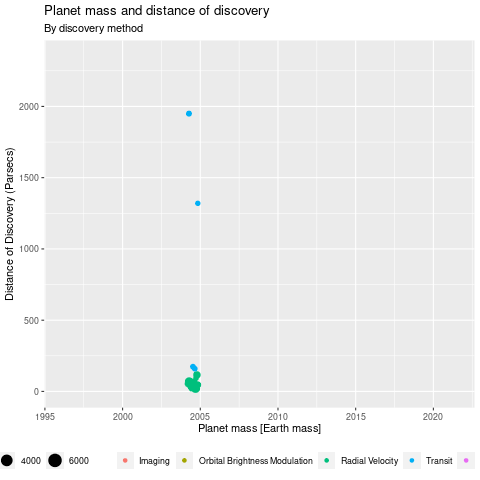 Planet mass and distance of discovery
By discovery method
Distance of Discovery (Parsecs)
2000
1500
1000
500
0
1995 2000 2005 2010 2015 2020
Planet mass [Earth mass]
4000 6000 Imaging Orbital Brightness Modulation Radial Velocity Transit